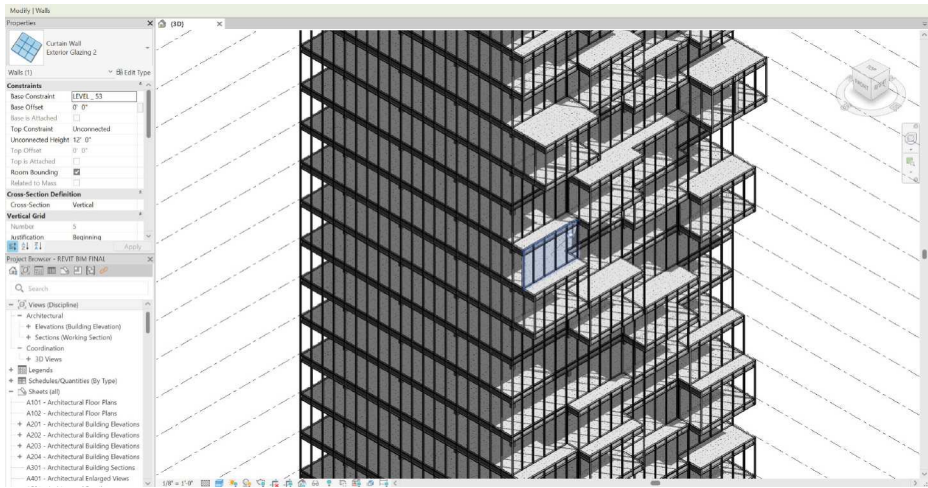 Modify | Walls
Properties
{3D}
Curtain Wall
Exterior Glazing 2
Walls (1)
Edit Type
Constraints
Base Constraint LEVEL _ 53
Base Offset 0' 0"
Base is Attached
Top Constraint Unconnected
Unconnected Height 12' 0"
Top Offset 0' 0"
Top is Attached
Room Bounding
Related to Mass
Cross-Section Definition
Cross-Section Vertical
Vertical Grid
Number 5
Justification Beginning
Apply
Project Browser - REVIT BIM FINAL
Search
Views (Discipline)
Architectural
Elevations (Building Elevation)
Sections (Working Section)
Coordination
3D Views
Legends
Schedules/Quantities (By Type)
Sheets (all)
A101 - Architectural Floor Plans
A102 - Architectural Floor Plans
A201 - Architectural Building Elevations
A202 - Architectural Building Elevations
A203 - Architectural Building Elevations
A204 - Architectural Building Elevations
A301 - Architectural Building Sections
A401 - Architectural Enlarged Views
1/8" = 1'-0"
TOP